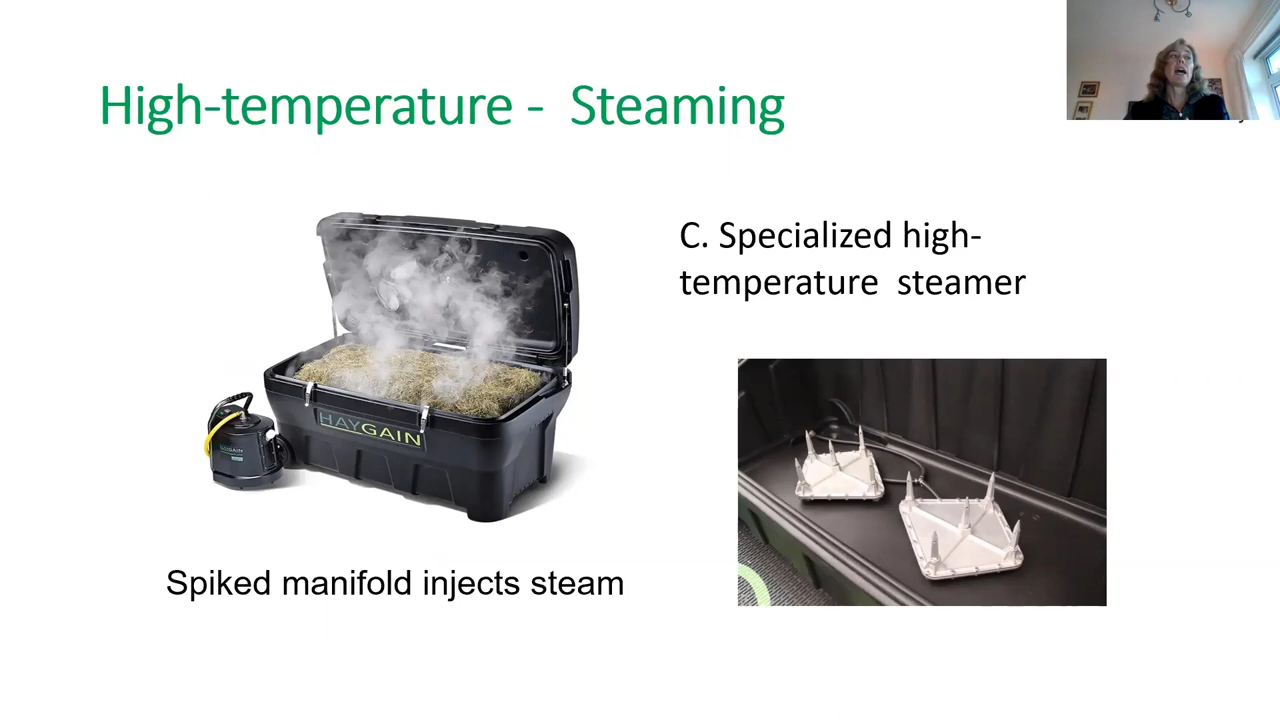 High-temperature - Steaming
C. Specialized high-
temperature steamer
HAYGAIN
Spiked manifold injects steam